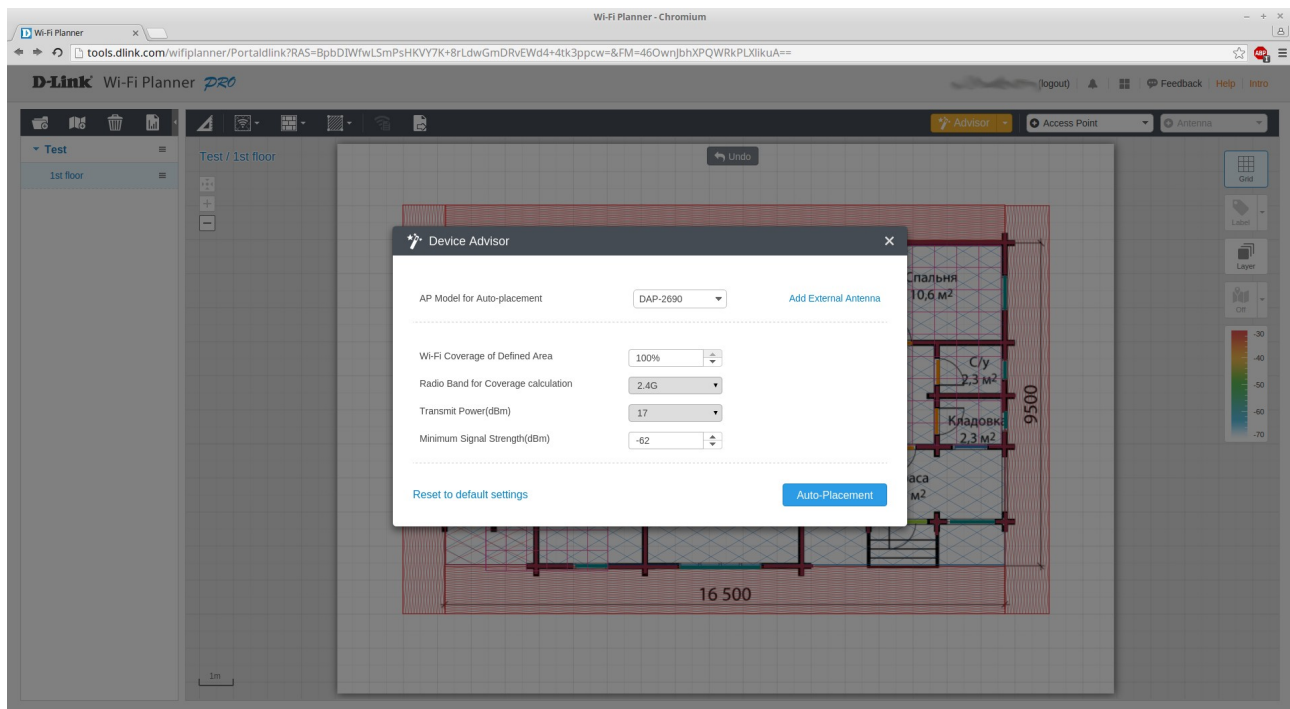 Wi-Fi Planner - Chromium
Wi-Fi Planner
tools.dlink.com/wifiplanner/Portaldlink?RAS=BpbDIWfwLSmPsHKVY7K+8rLdwGmDRvEWd4+4tk3ppcw=&FM=46OwnJbhXPQWRkPLXlikuA==
ABP
1
D-Link Wi-Fi Planner PRO
(logout)
Feedback
Help
Intro
Advisor
Access Point
Antenna
Test
1st floor
Test / 1st floor
Undo
Grid
Label
Layer
Off
-30
-40
-50
-60
-70
Device Advisor
AP Model for Auto-placement
DAP-2690
Add External Antenna
Wi-Fi Coverage of Defined Area
100%
Radio Band for Coverage calculation
2.4G
Transmit Power(dBm)
17
Minimum Signal Strength(dBm)
-62
Reset to default settings
Auto-Placement
Спальня
10,6 м²
С/у
2,3 м²
Кладовка
2,3 м²
аса
м²
9500
16 500
1m